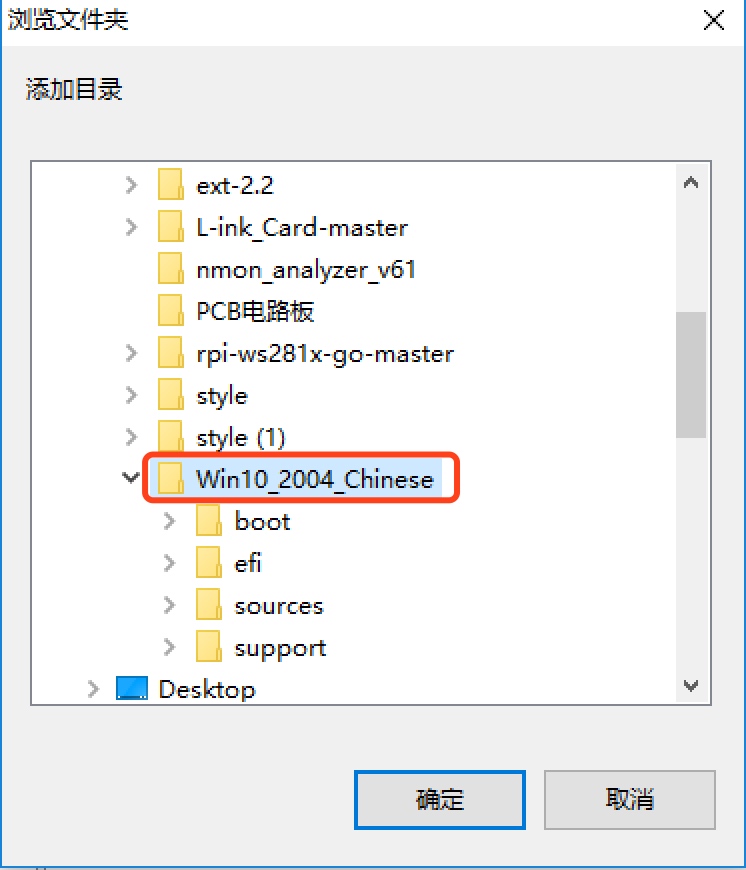 浏览文件夹
添加目录
ext-2.2
L-ink_Card-master
nmon_analyzer_v61
PCB电路板
rpi-ws281x-go-master
style
style (1)
Win10_2004_Chinese
boot
efi
sources
support
Desktop
确定
取消